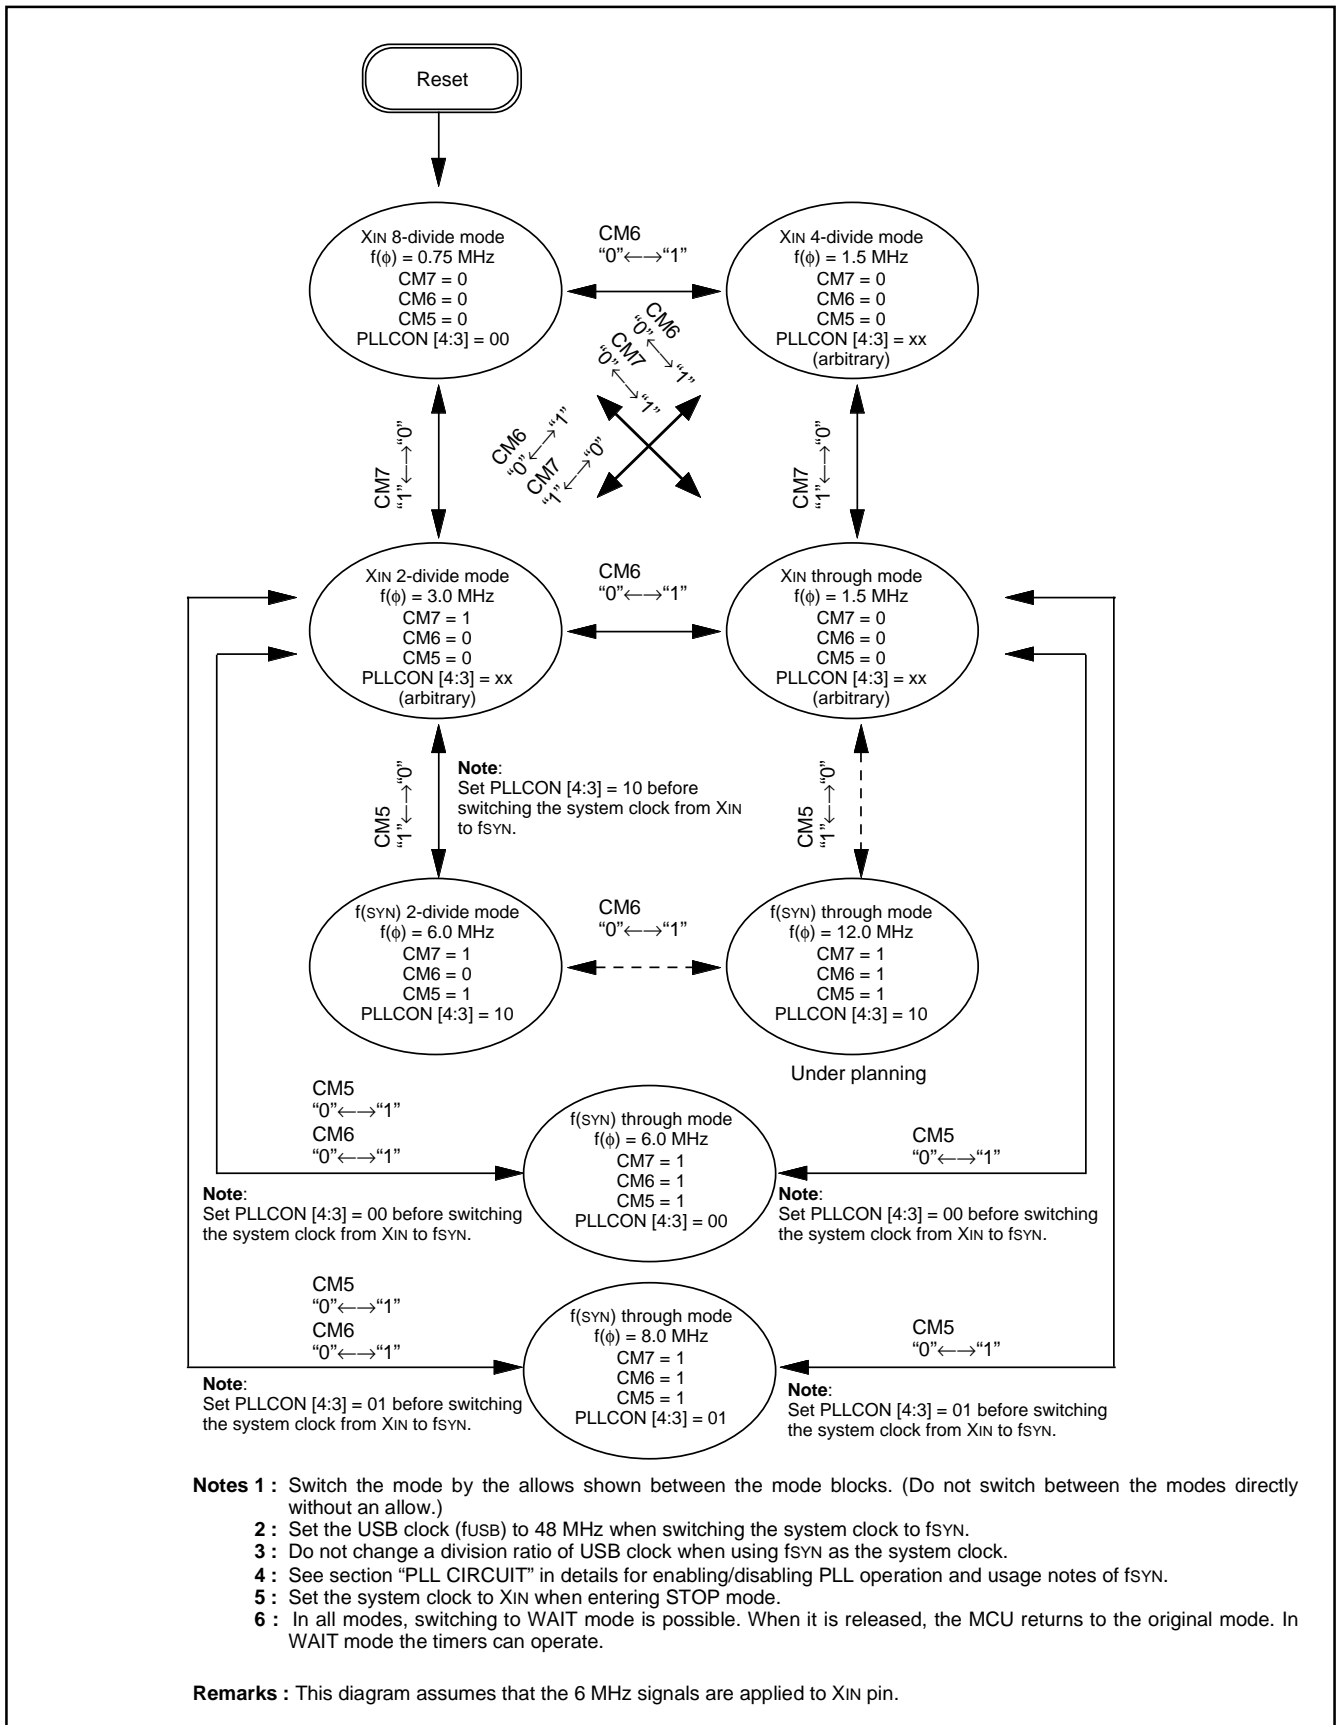 Reset
XIN 8-divide mode
f(φ) = 0.75 MHz
CM7 = 0
CM6 = 0
CM5 = 0
PLLCON [4:3] = 00
CM6
“0”←→“1”
XIN 4-divide mode
f(φ) = 1.5 MHz
CM7 = 0
CM6 = 0
CM5 = 0
PLLCON [4:3] = xx
(arbitrary)
CM7
“1”←→“0”
CM6
“0”←→“1”
CM7
“0”←→“1”
CM6
“0”←→“1”
CM7
“1”←→“0”
CM7
“1”←→“0”
XIN 2-divide mode
f(φ) = 3.0 MHz
CM7 = 1
CM6 = 0
CM5 = 0
PLLCON [4:3] = xx
(arbitrary)
CM6
“0”←→“1”
XIN through mode
f(φ) = 1.5 MHz
CM7 = 0
CM6 = 0
CM5 = 0
PLLCON [4:3] = xx
(arbitrary)
CM5
“1”←→“0”
Note:
Set PLLCON [4:3] = 10 before
switching the system clock from XIN
to fSYN.
CM5
“1”←→“0”
f(SYN) 2-divide mode
f(φ) = 6.0 MHz
CM7 = 1
CM6 = 0
CM5 = 1
PLLCON [4:3] = 10
CM6
“0”←→“1”
f(SYN) through mode
f(φ) = 12.0 MHz
CM7 = 1
CM6 = 1
CM5 = 1
PLLCON [4:3] = 10
Under planning
CM5
“0”←→“1”
CM6
“0”←→“1”
Note:
Set PLLCON [4:3] = 00 before switching
the system clock from XIN to fSYN.
f(SYN) through mode
f(φ) = 6.0 MHz
CM7 = 1
CM6 = 1
CM5 = 1
PLLCON [4:3] = 00
CM5
“0”←→“1”
Note:
Set PLLCON [4:3] = 00 before switching
the system clock from XIN to fSYN.
CM5
“0”←→“1”
CM6
“0”←→“1”
Note:
Set PLLCON [4:3] = 01 before switching
the system clock from XIN to fSYN.
f(SYN) through mode
f(φ) = 8.0 MHz
CM7 = 1
CM6 = 1
CM5 = 1
PLLCON [4:3] = 01
CM5
“0”←→“1”
Note:
Set PLLCON [4:3] = 01 before switching
the system clock from XIN to fSYN.
Notes 1 : Switch the mode by the allows shown between the mode blocks. (Do not switch between the modes directly
without an allow.)
2 : Set the USB clock (fUSB) to 48 MHz when switching the system clock to fSYN.
3 : Do not change a division ratio of USB clock when using fSYN as the system clock.
4 : See section “PLL CIRCUIT” in details for enabling/disabling PLL operation and usage notes of fSYN.
5 : Set the system clock to XIN when entering STOP mode.
6 : In all modes, switching to WAIT mode is possible. When it is released, the MCU returns to the original mode. In
WAIT mode the timers can operate.
Remarks : This diagram assumes that the 6 MHz signals are applied to XIN pin.